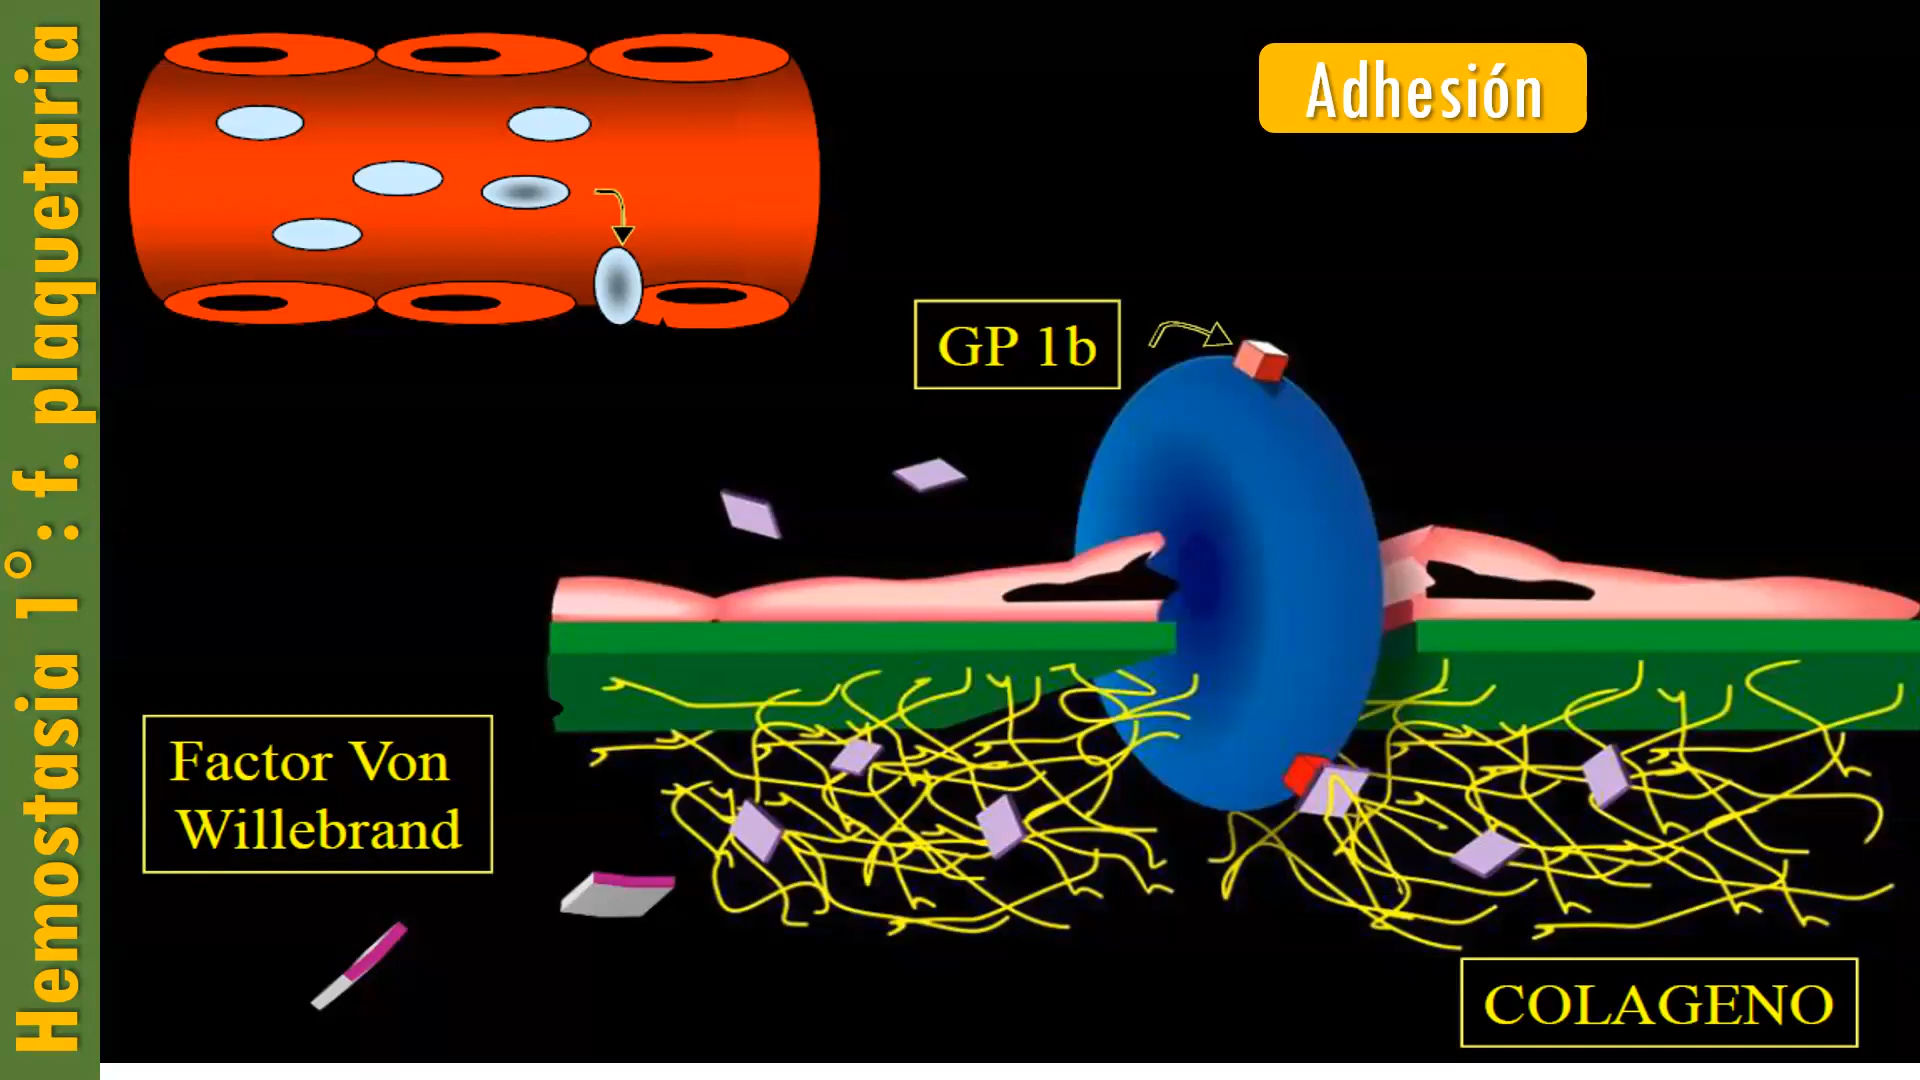 Hemostasia 1°: f. plaquetaria
Adhesión
GP 1b
Factor Von
Willebrand
COLAGENO